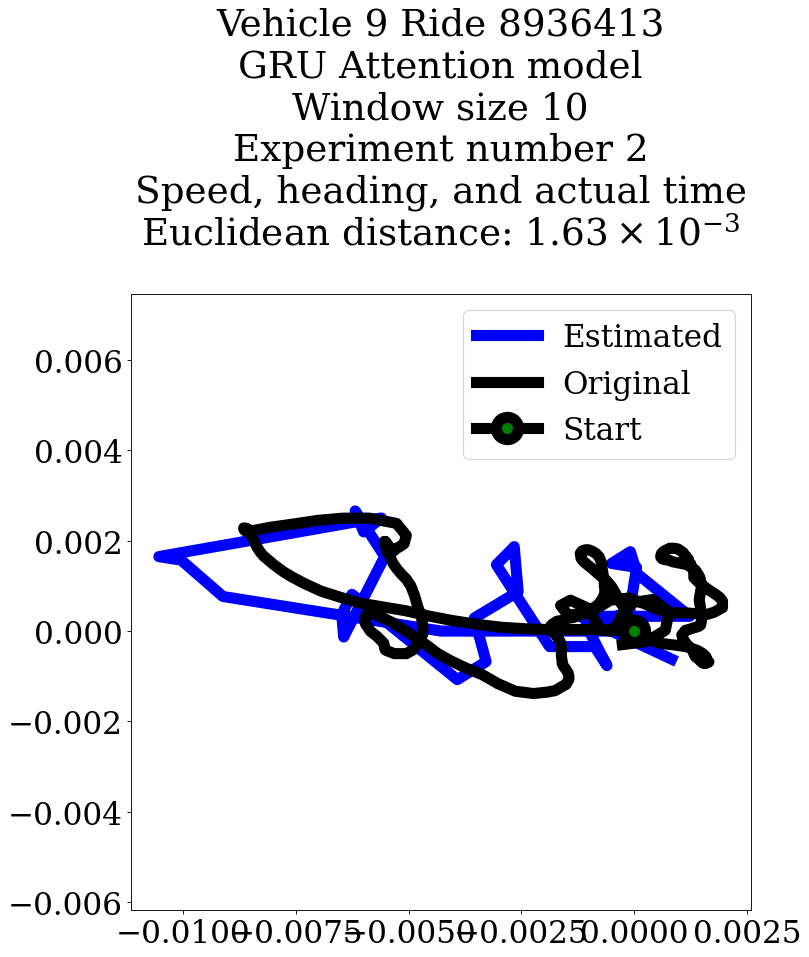 Vehicle 9 Ride 8936413
GRU Attention model
Window size 10
Experiment number 2
Speed, heading, and actual time
Euclidean distance: 1.63 × 10⁻³
Estimated
Original
Start
0.006
0.004
0.002
0.000
−0.002
−0.004
−0.006
−0.0100
−0.0075
−0.0050
−0.0025
0.0000
0.0025